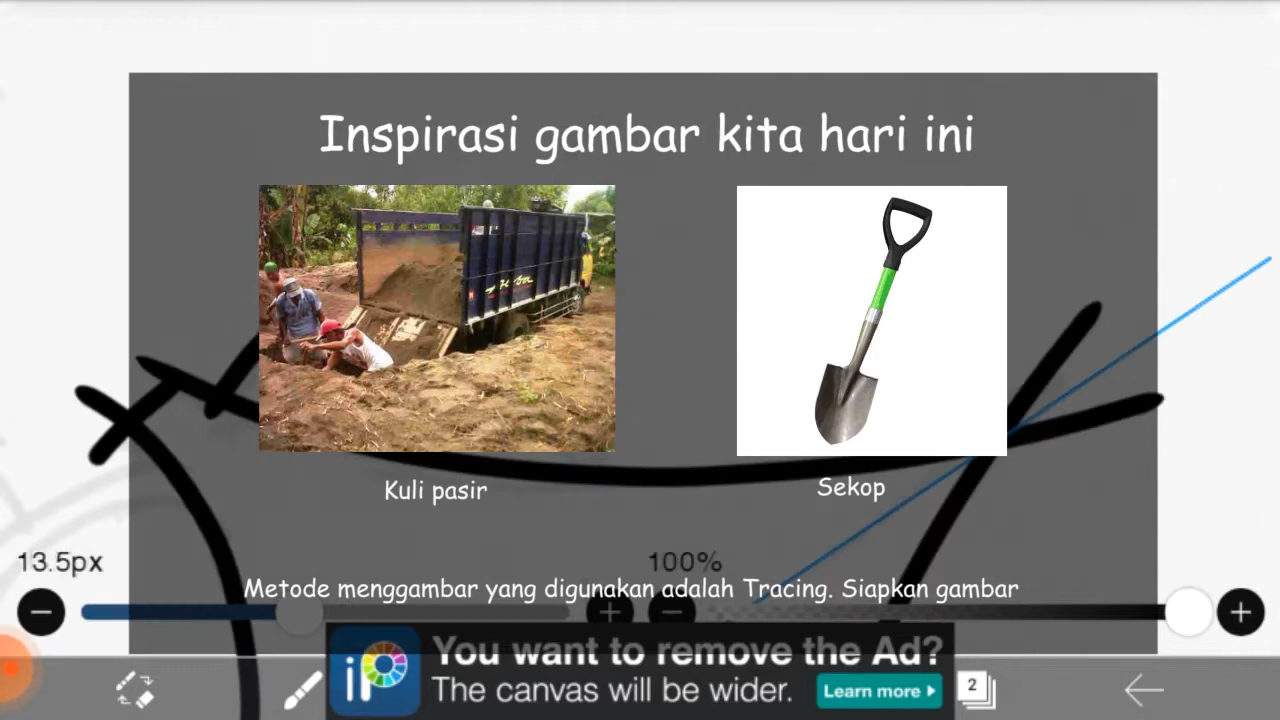 Inspirasi gambar kita hari ini
Kuli pasir
Sekop
13.5px
100%
Metode menggambar yang digunakan adalah Tracing. Siapkan gambar
You want to remove the Ad?
The canvas will be wider.
Learn more
iP
2